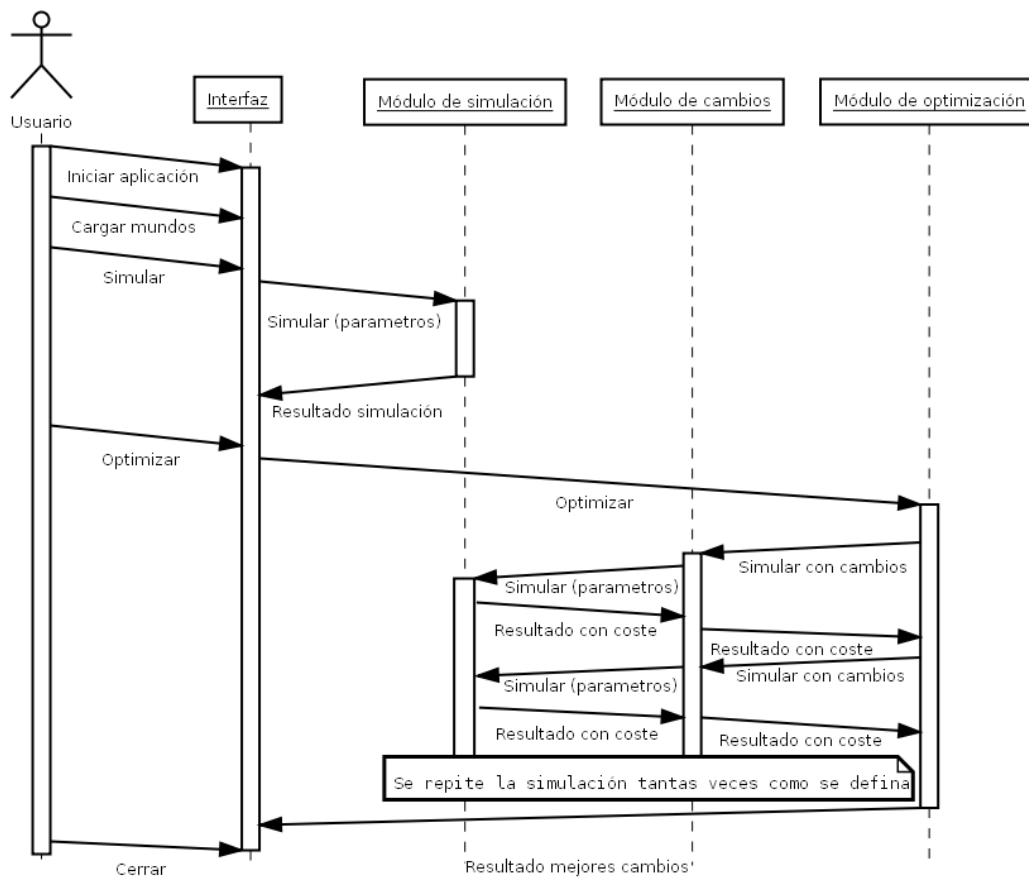 Usuario
Interfaz
Módulo de simulación
Módulo de cambios
Módulo de optimización
Iniciar aplicación
Cargar mundos
Simular
Simular (parametros)
Resultado simulación
Optimizar
Optimizar
Simular con cambios
Simular (parametros)
Resultado con coste
Resultado con coste
Simular con cambios
Simular (parametros)
Resultado con coste
Resultado con coste
Se repite la simulación tantas veces como se defina
Resultado mejores cambios'
Cerrar